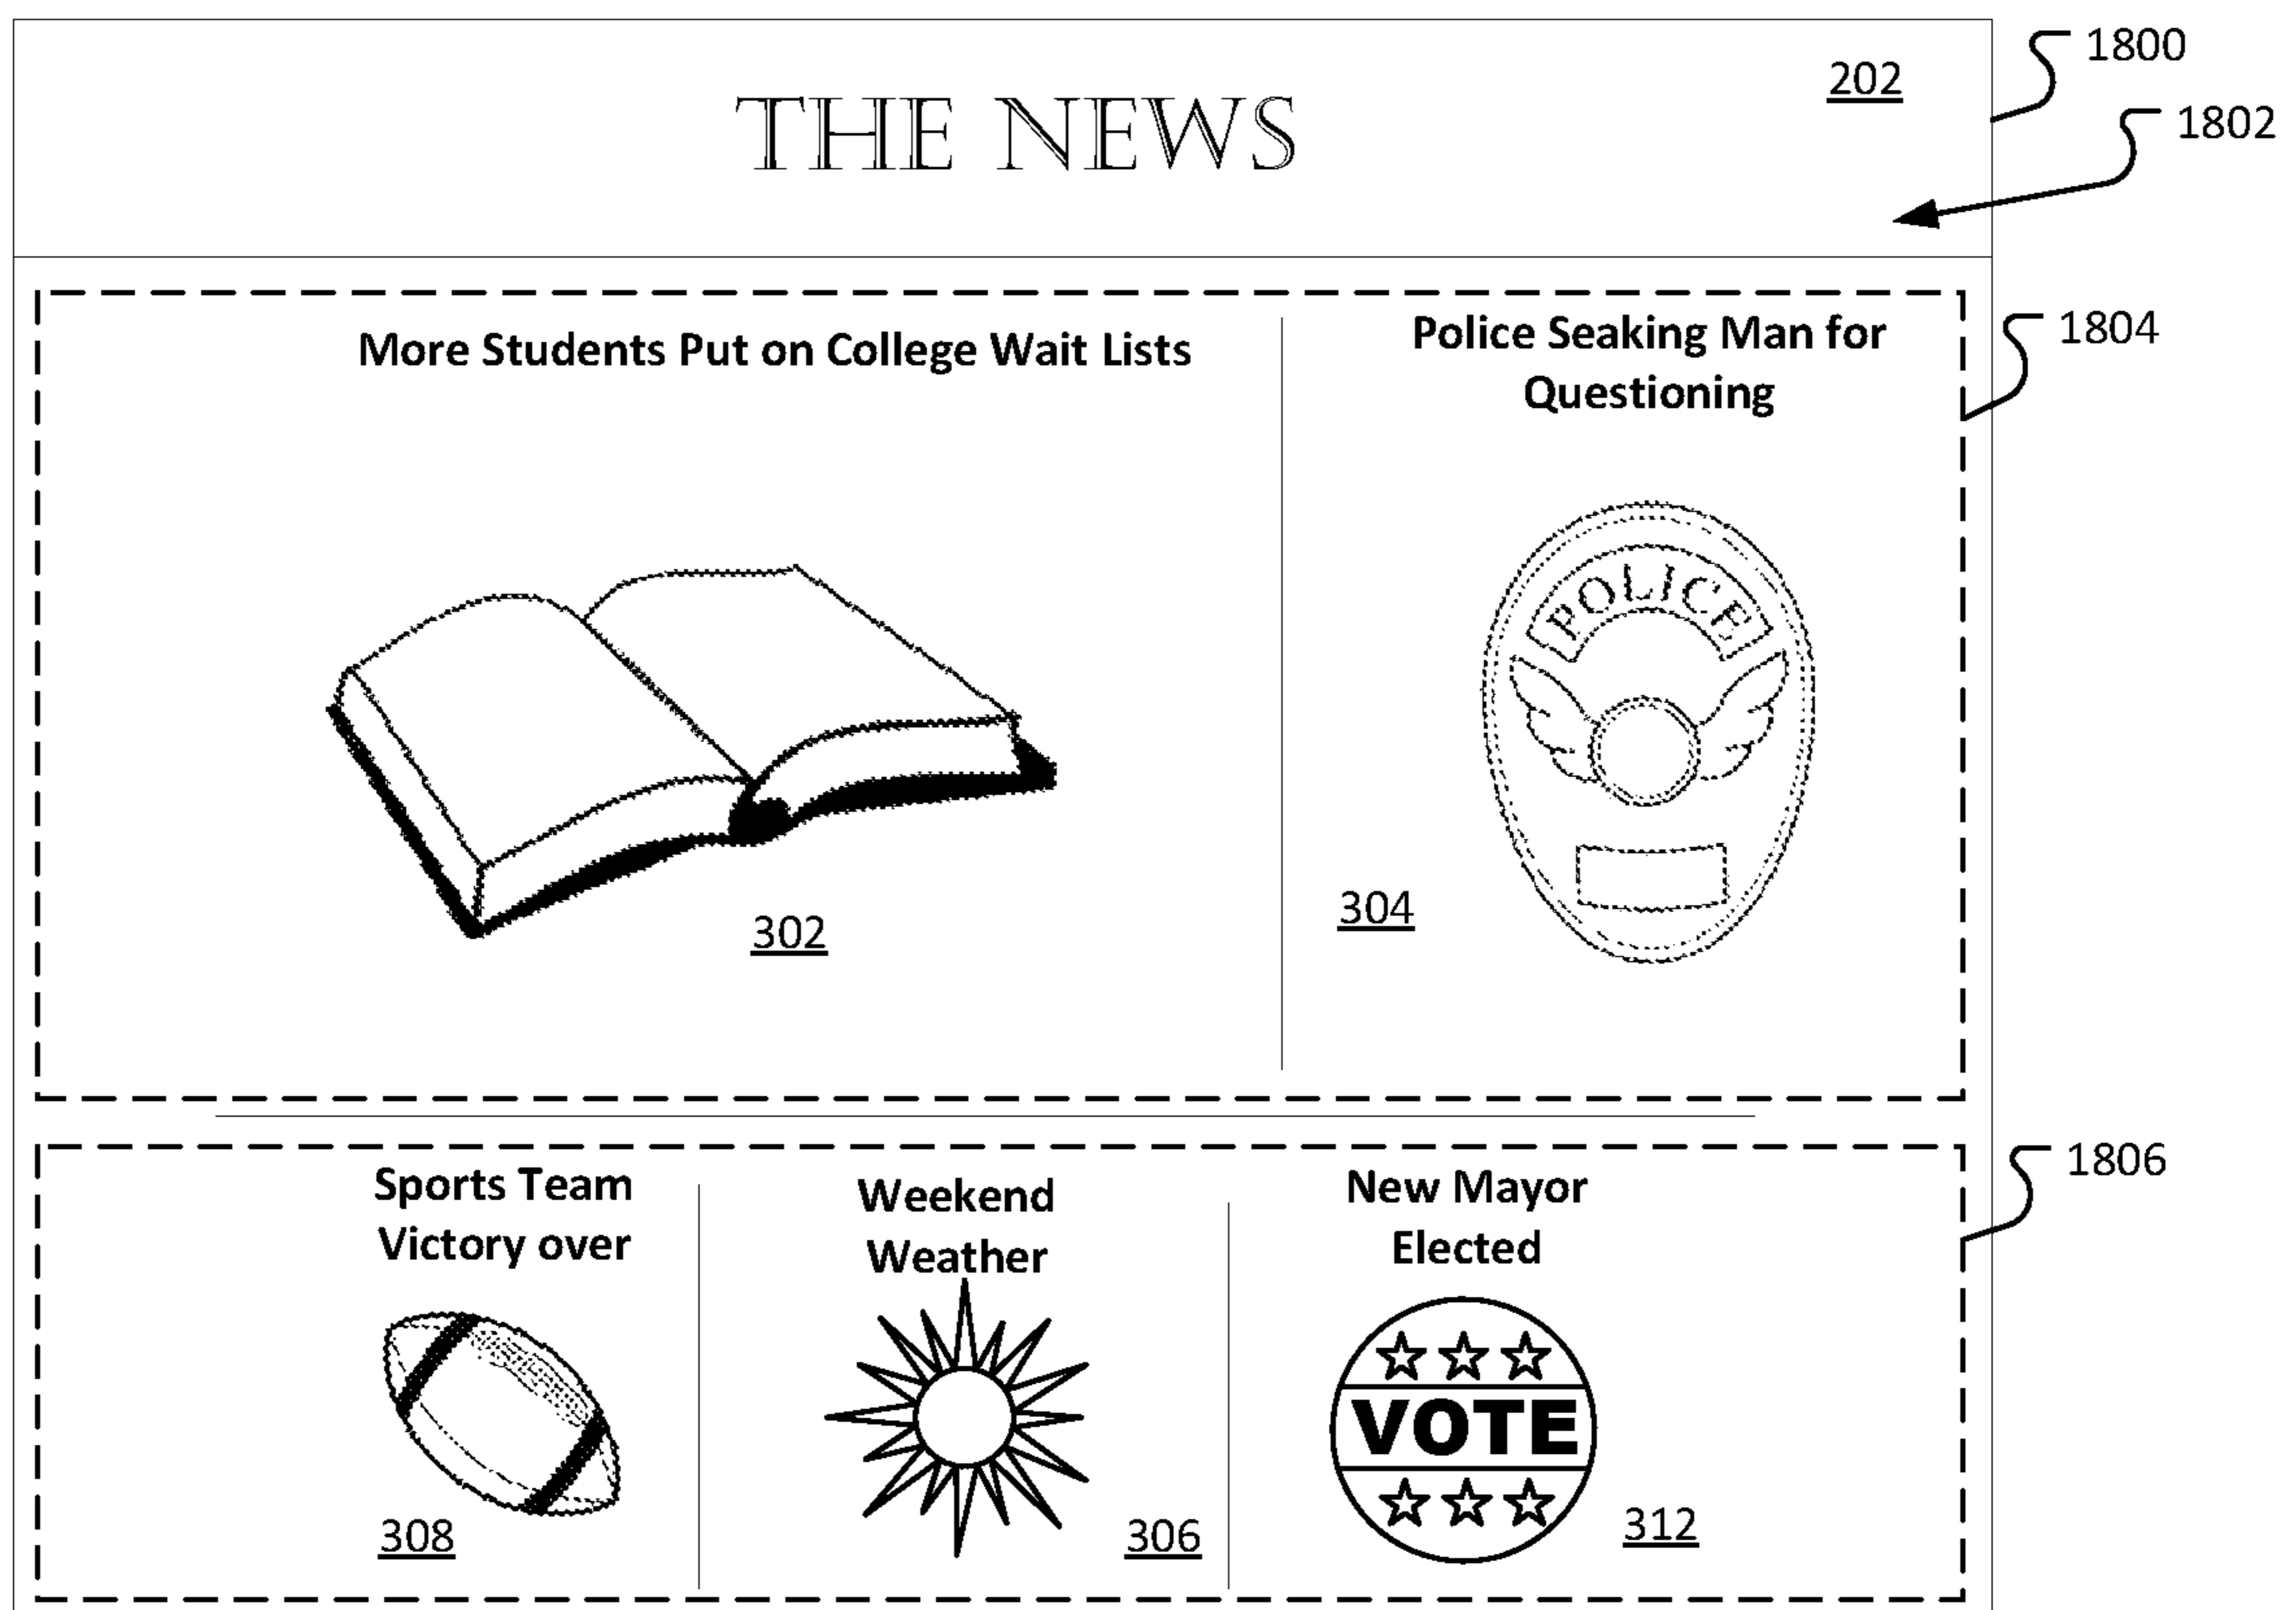 THE NEWS
202
1800
1802
More Students Put on College Wait Lists
Police Seaking Man for
Questioning
1804
POLICE
302
304
Sports Team
Victory over
Weekend
Weather
New Mayor
Elected
1806
VOTE
308
306
312